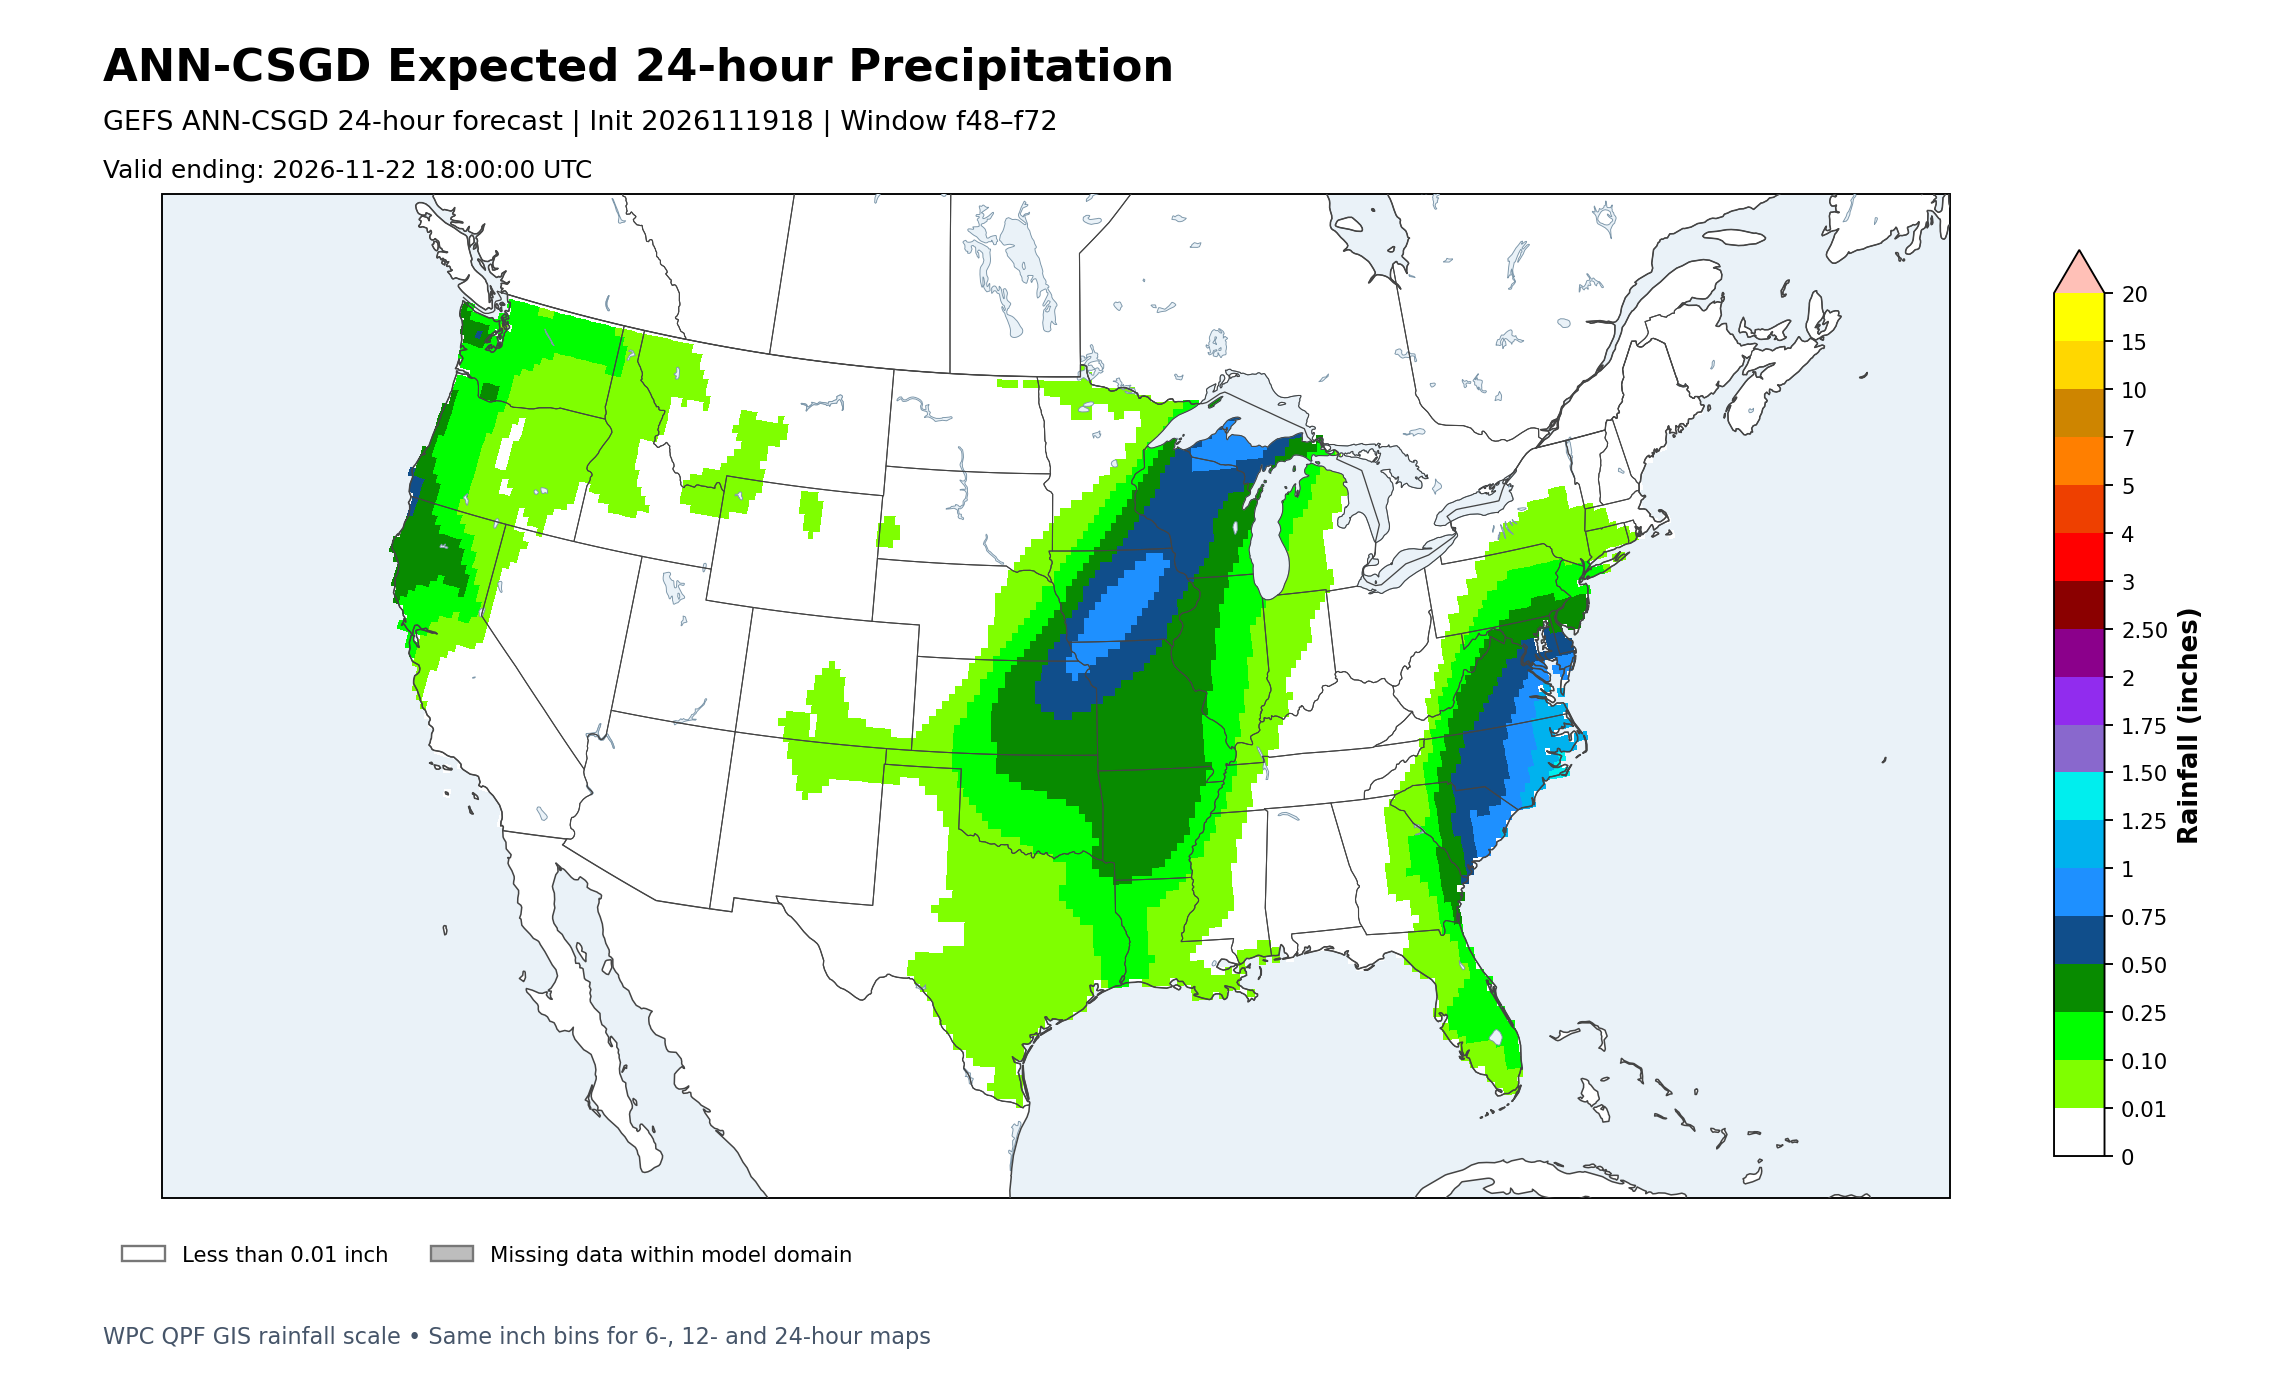 ANN-CSGD Expected 24-hour Precipitation
GEFS ANN-CSGD 24-hour forecast | Init 2026111918 | Window f48–f72
Valid ending: 2026-11-22 18:00:00 UTC
20
15
10
7
5
4
3
2.50
2
1.75
1.50
1.25
1
0.75
0.50
0.25
0.10
0.01
0
Rainfall (inches)
Less than 0.01 inch
Missing data within model domain
WPC QPF GIS rainfall scale • Same inch bins for 6-, 12- and 24-hour maps